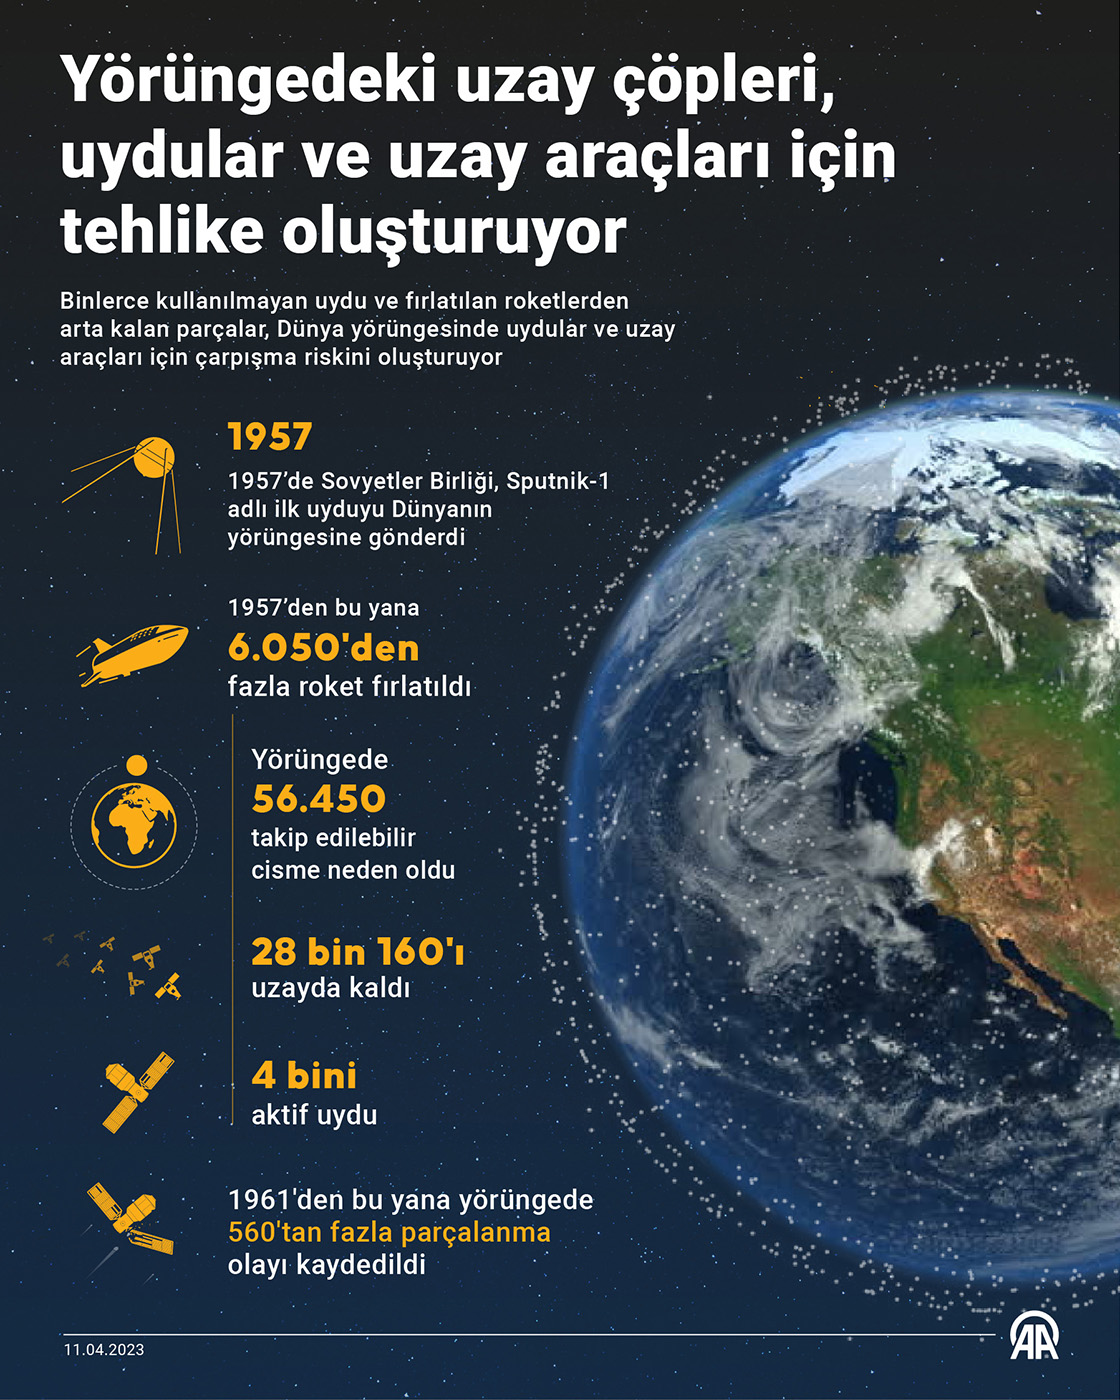 Yörüngedeki uzay çöpleri,
uydular ve uzay araçları için
tehlike oluşturuyor
Binlerce kullanılmayan uydu ve fırlatılan roketlerden
arta kalan parçalar, Dünya yörüngesinde uydular ve uzay
araçları için çarpışma riskini oluşturuyor
1957
1957’de Sovyetler Birliği, Sputnik-1
adlı ilk uyduyu Dünyanın
yörüngesine gönderdi
1957’den bu yana
6.050'den
fazla roket fırlatıldı
Yörüngede
56.450
takip edilebilir
cisme neden oldu
28 bin 160'ı
uzayda kaldı
4 bini
aktif uydu
1961'den bu yana yörüngede
560'tan fazla parçalanma
olayı kaydedildi
11.04.2023
AA